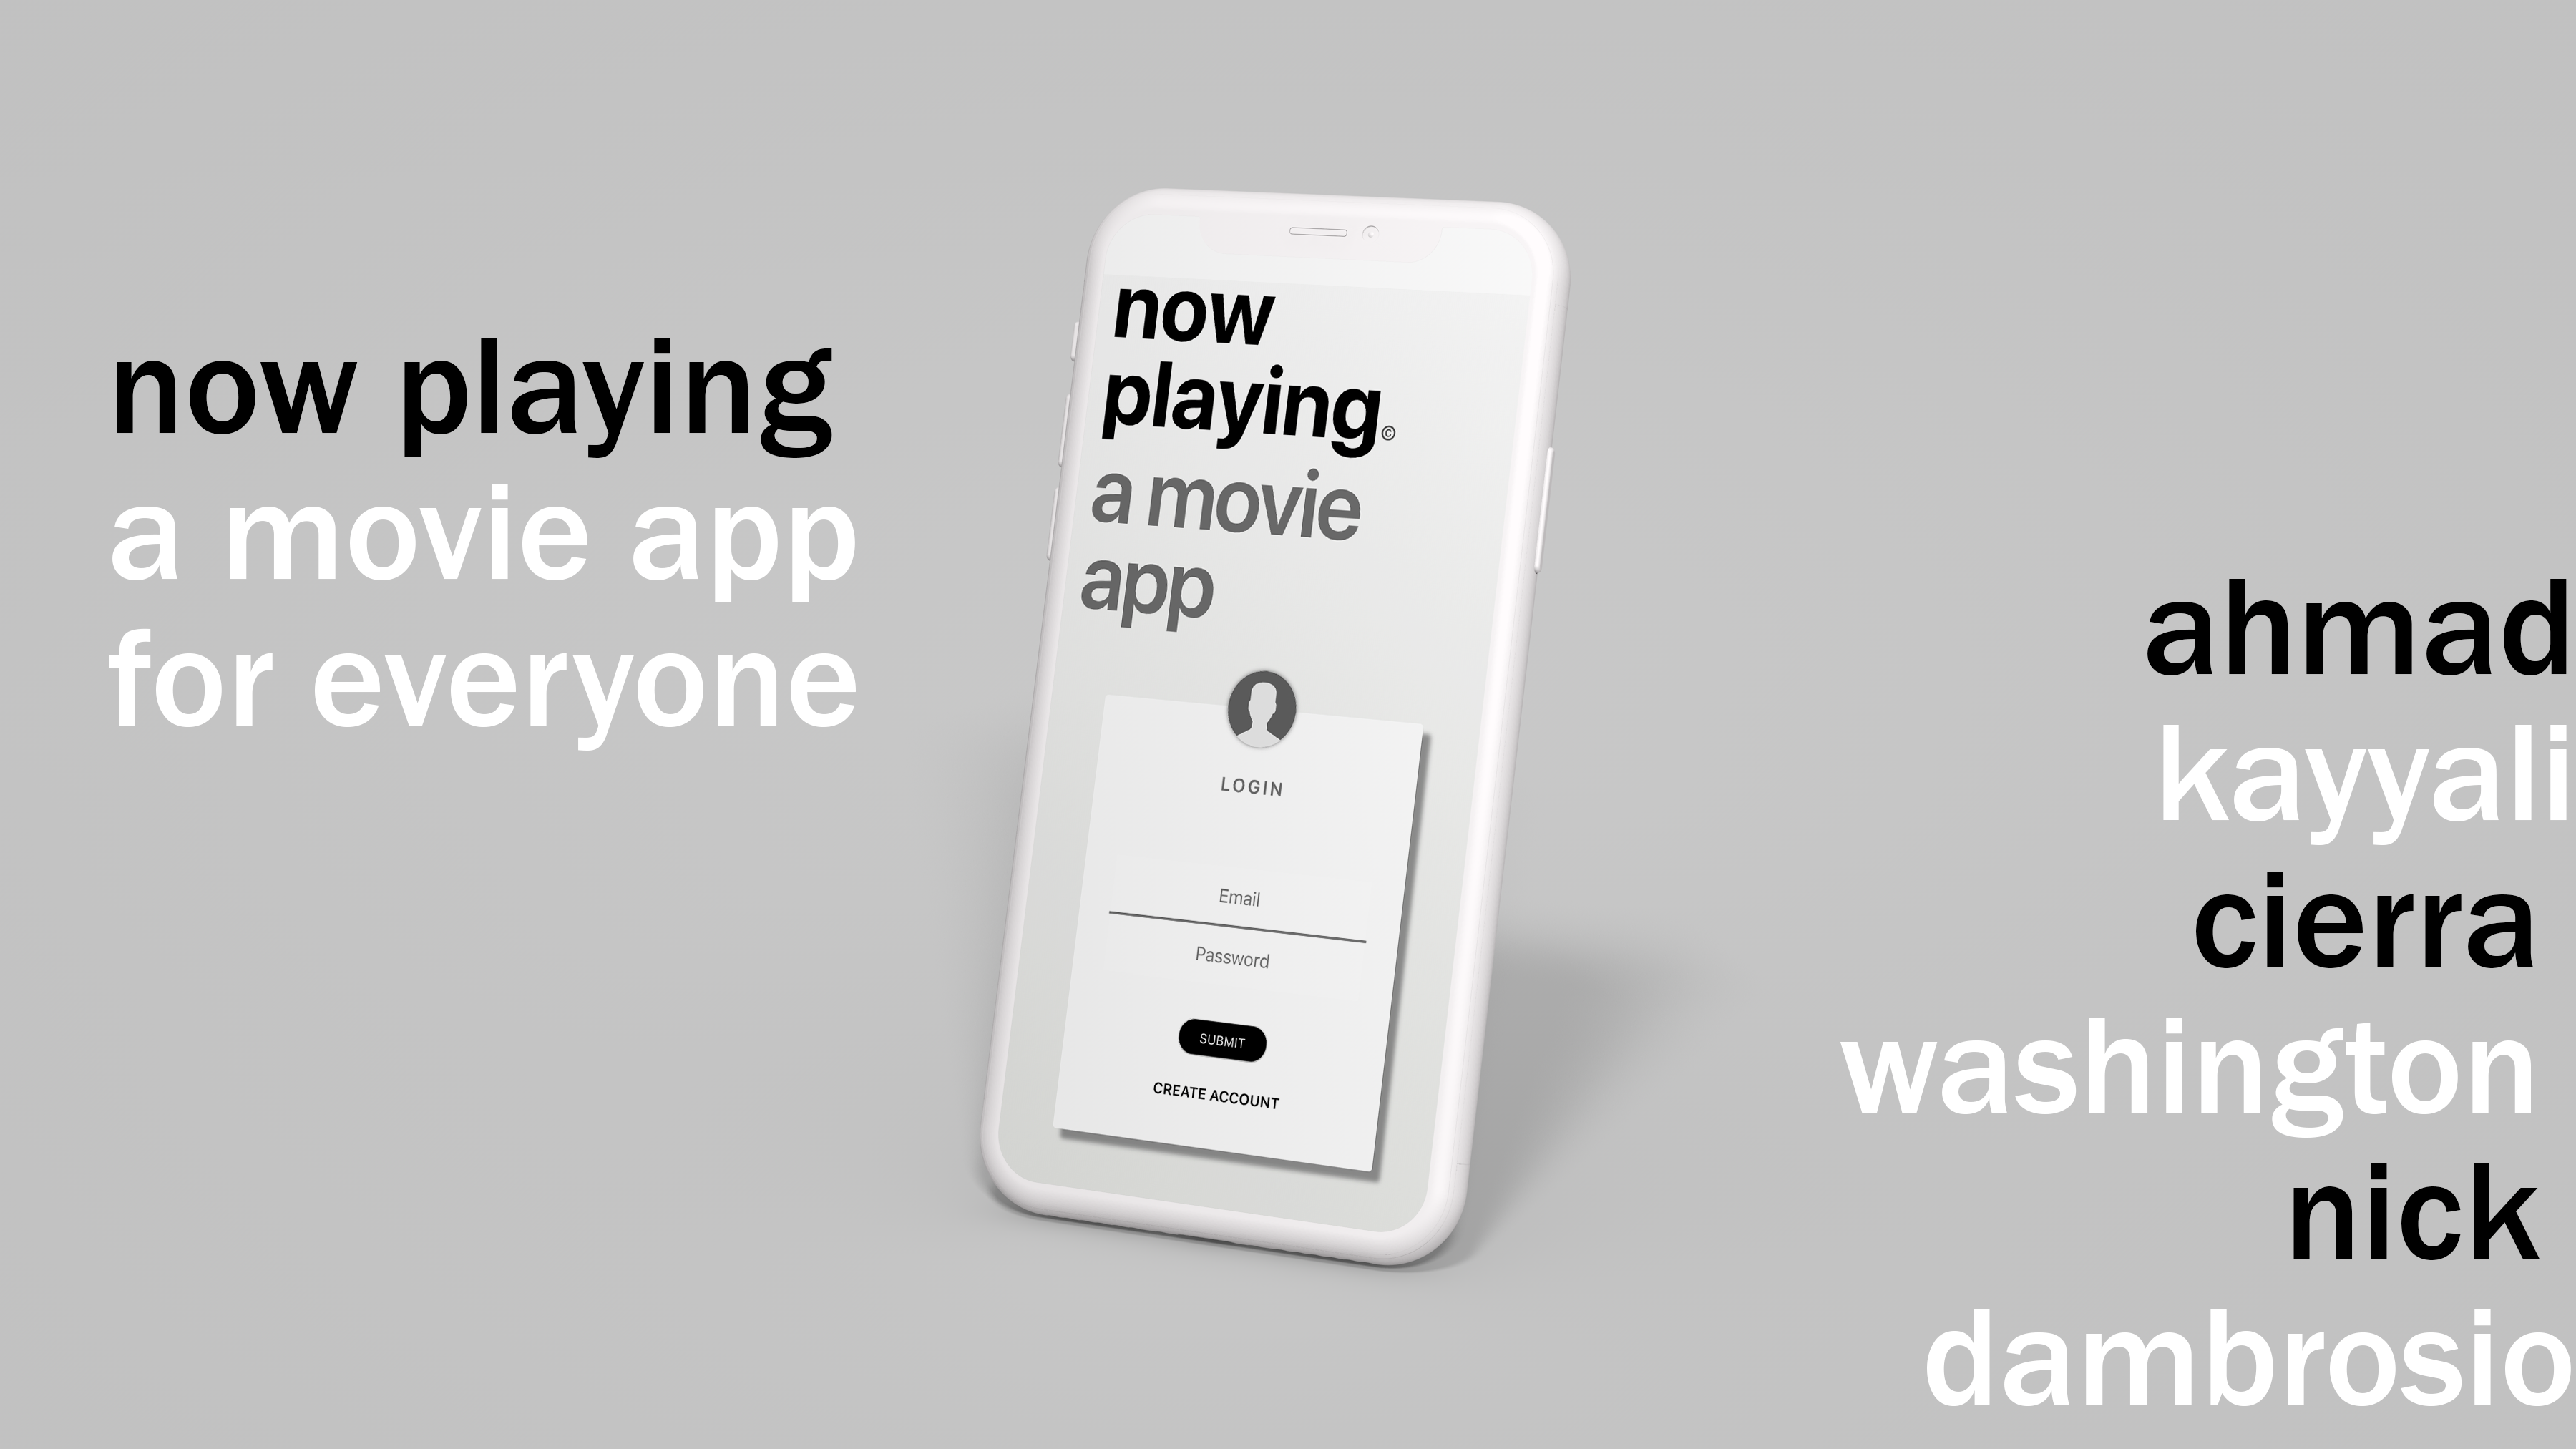 now playing
a movie app
for everyone
now
playing©
a movie
app
LOGIN
Email
Password
SUBMIT
CREATE ACCOUNT
ahmad
kayyali
cierra
washington
nick
dambrosio